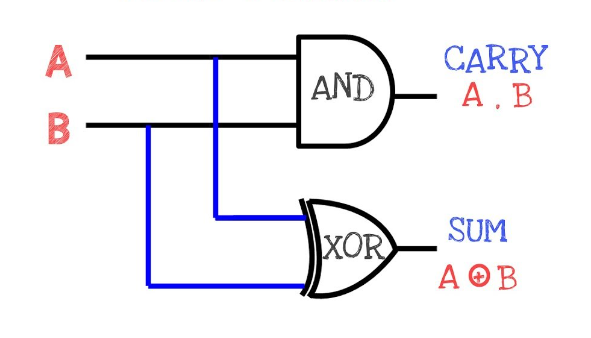 A
B
AND
CARRY
A . B
XOR
SUM
A ⊕ B